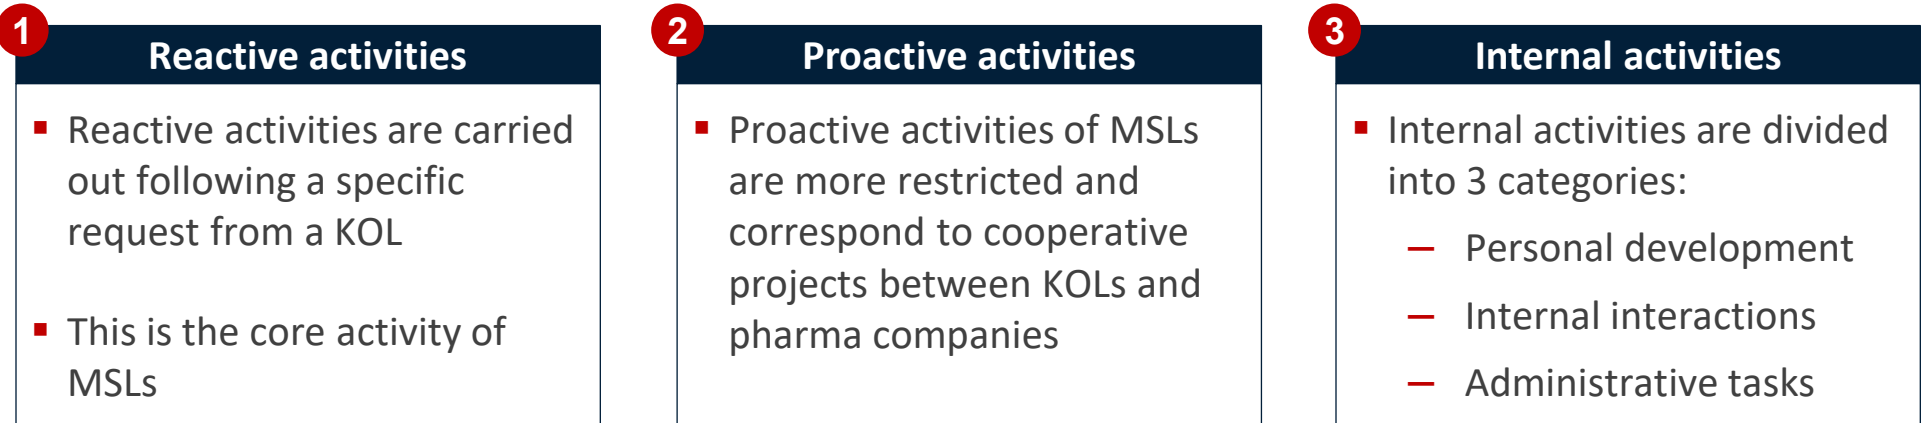 1
Reactive activities
▪ Reactive activities are carried
out following a specific
request from a KOL
▪ This is the core activity of
MSLs
2
Proactive activities
▪ Proactive activities of MSLs
are more restricted and
correspond to cooperative
projects between KOLs and
pharma companies
3
Internal activities
▪ Internal activities are divided
into 3 categories:
– Personal development
– Internal interactions
– Administrative tasks